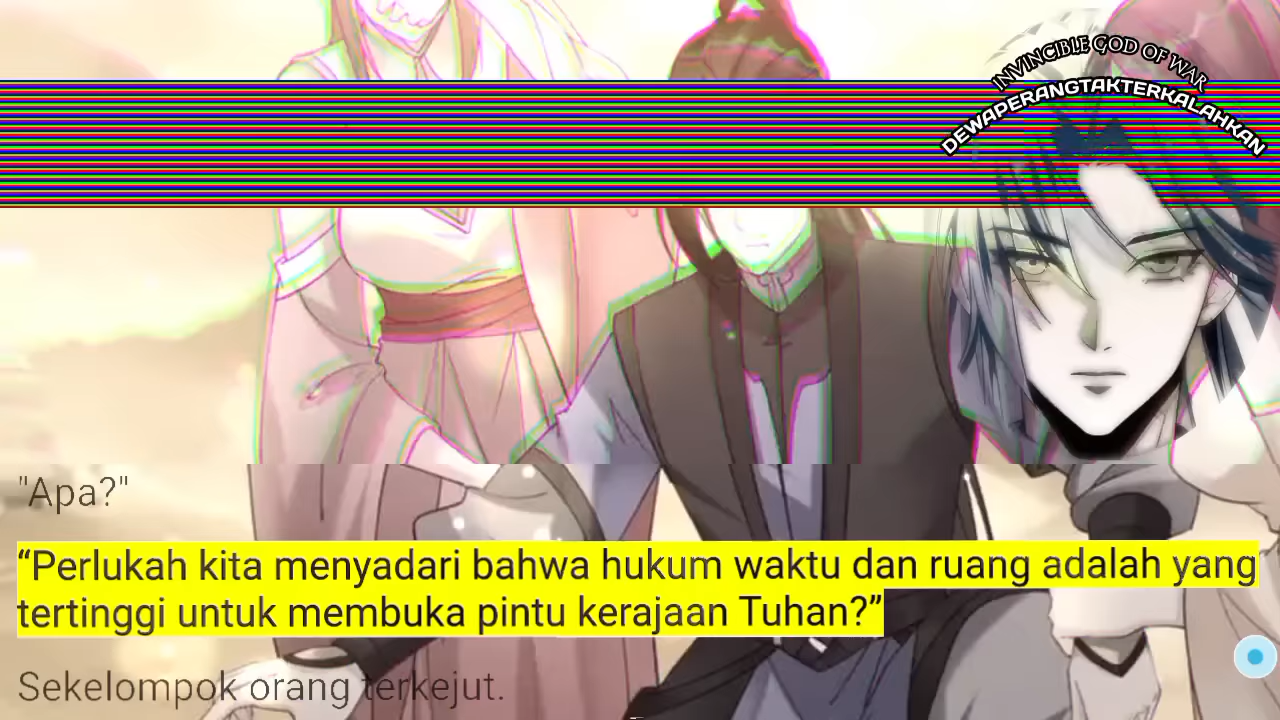 INVINCIBLE GOD OF WAR
DEWAPERANGTAKTERKALAHKAN
"Apa?"
“Perlukah kita menyadari bahwa hukum waktu dan ruang adalah yang
tertinggi untuk membuka pintu kerajaan Tuhan?”
Sekelompok orang terkejut.